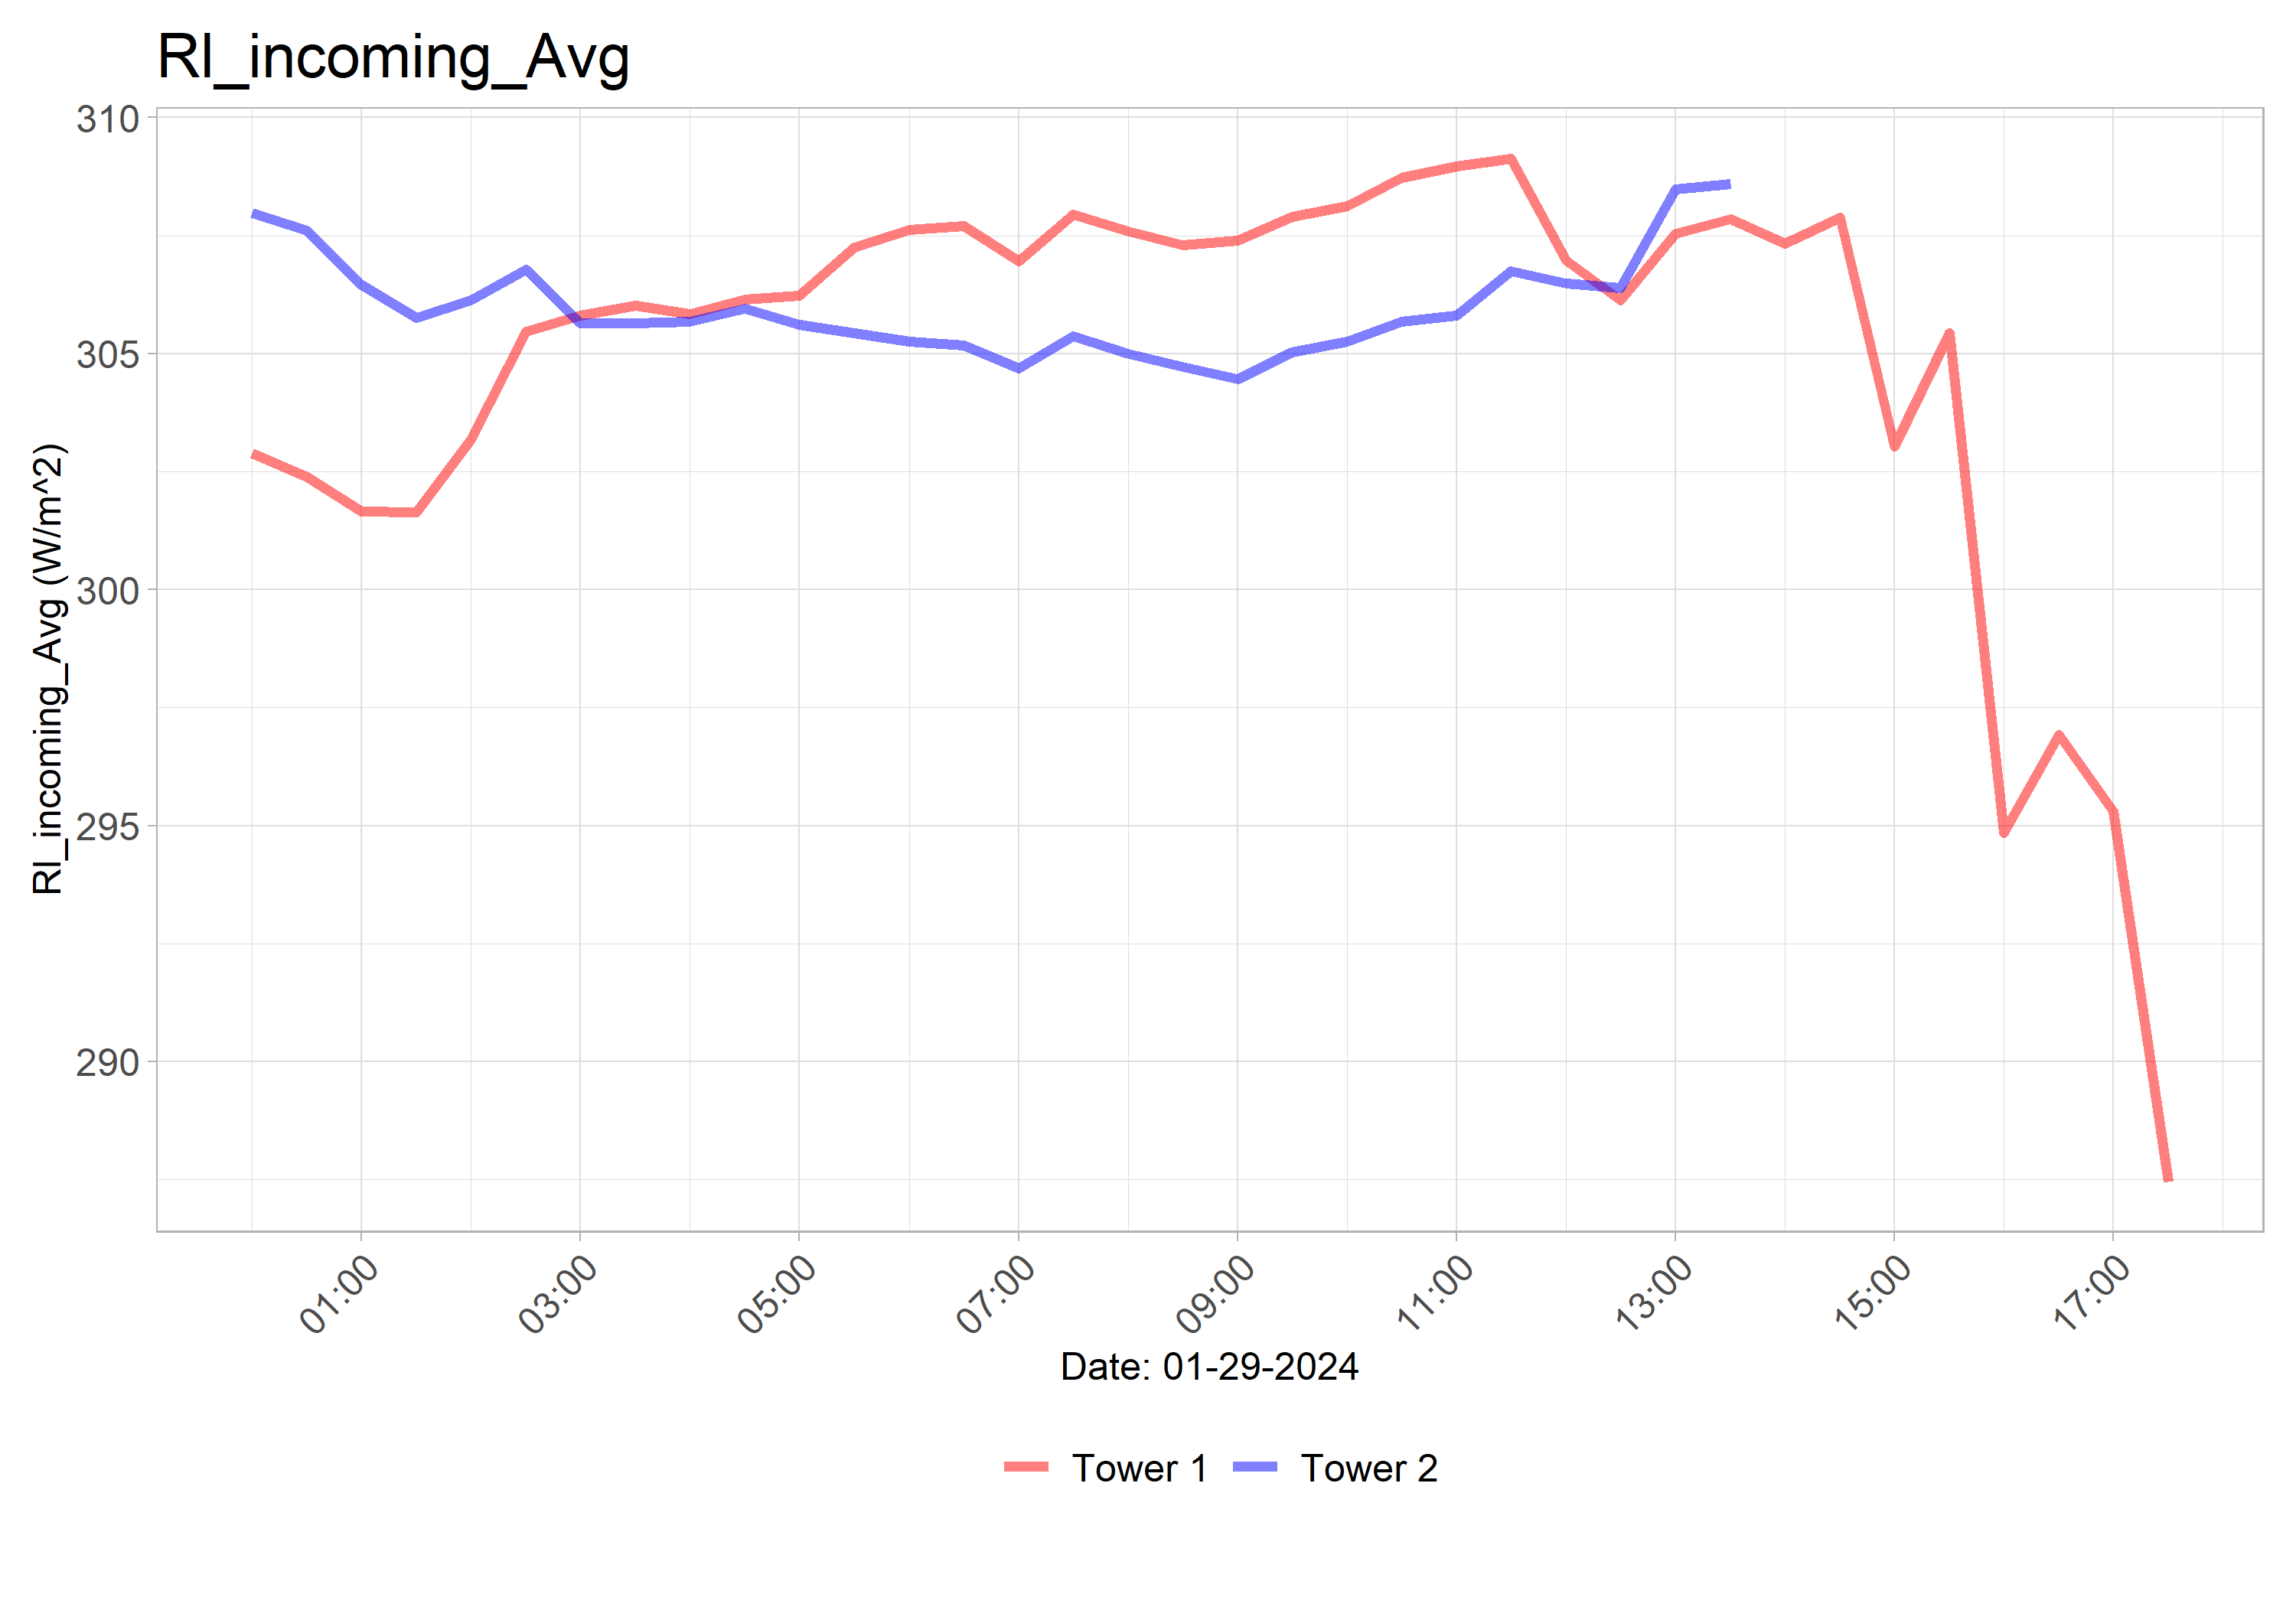 Rl_incoming_Avg
310
305
300
295
290
Rl_incoming_Avg (W/m^2)
01:00 03:00 05:00 07:00 09:00 11:00 13:00 15:00 17:00
Date: 01-29-2024
Tower 1 Tower 2